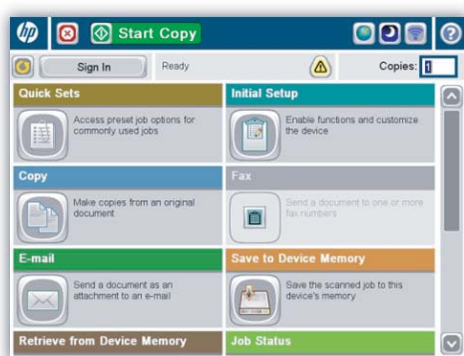 hp
Start Copy
?
Sign In
Ready
!
Copies: 1
Quick Sets
Initial Setup
Access preset job options for
commonly used jobs
Enable functions and customize
the device
Copy
Fax
Make copies from an original
document
Send a document to one or more
fax numbers
E-mail
Save to Device Memory
Send a document as an
attachment to an e-mail
Save the scanned job to this
device's memory
Retrieve from Device Memory
Job Status